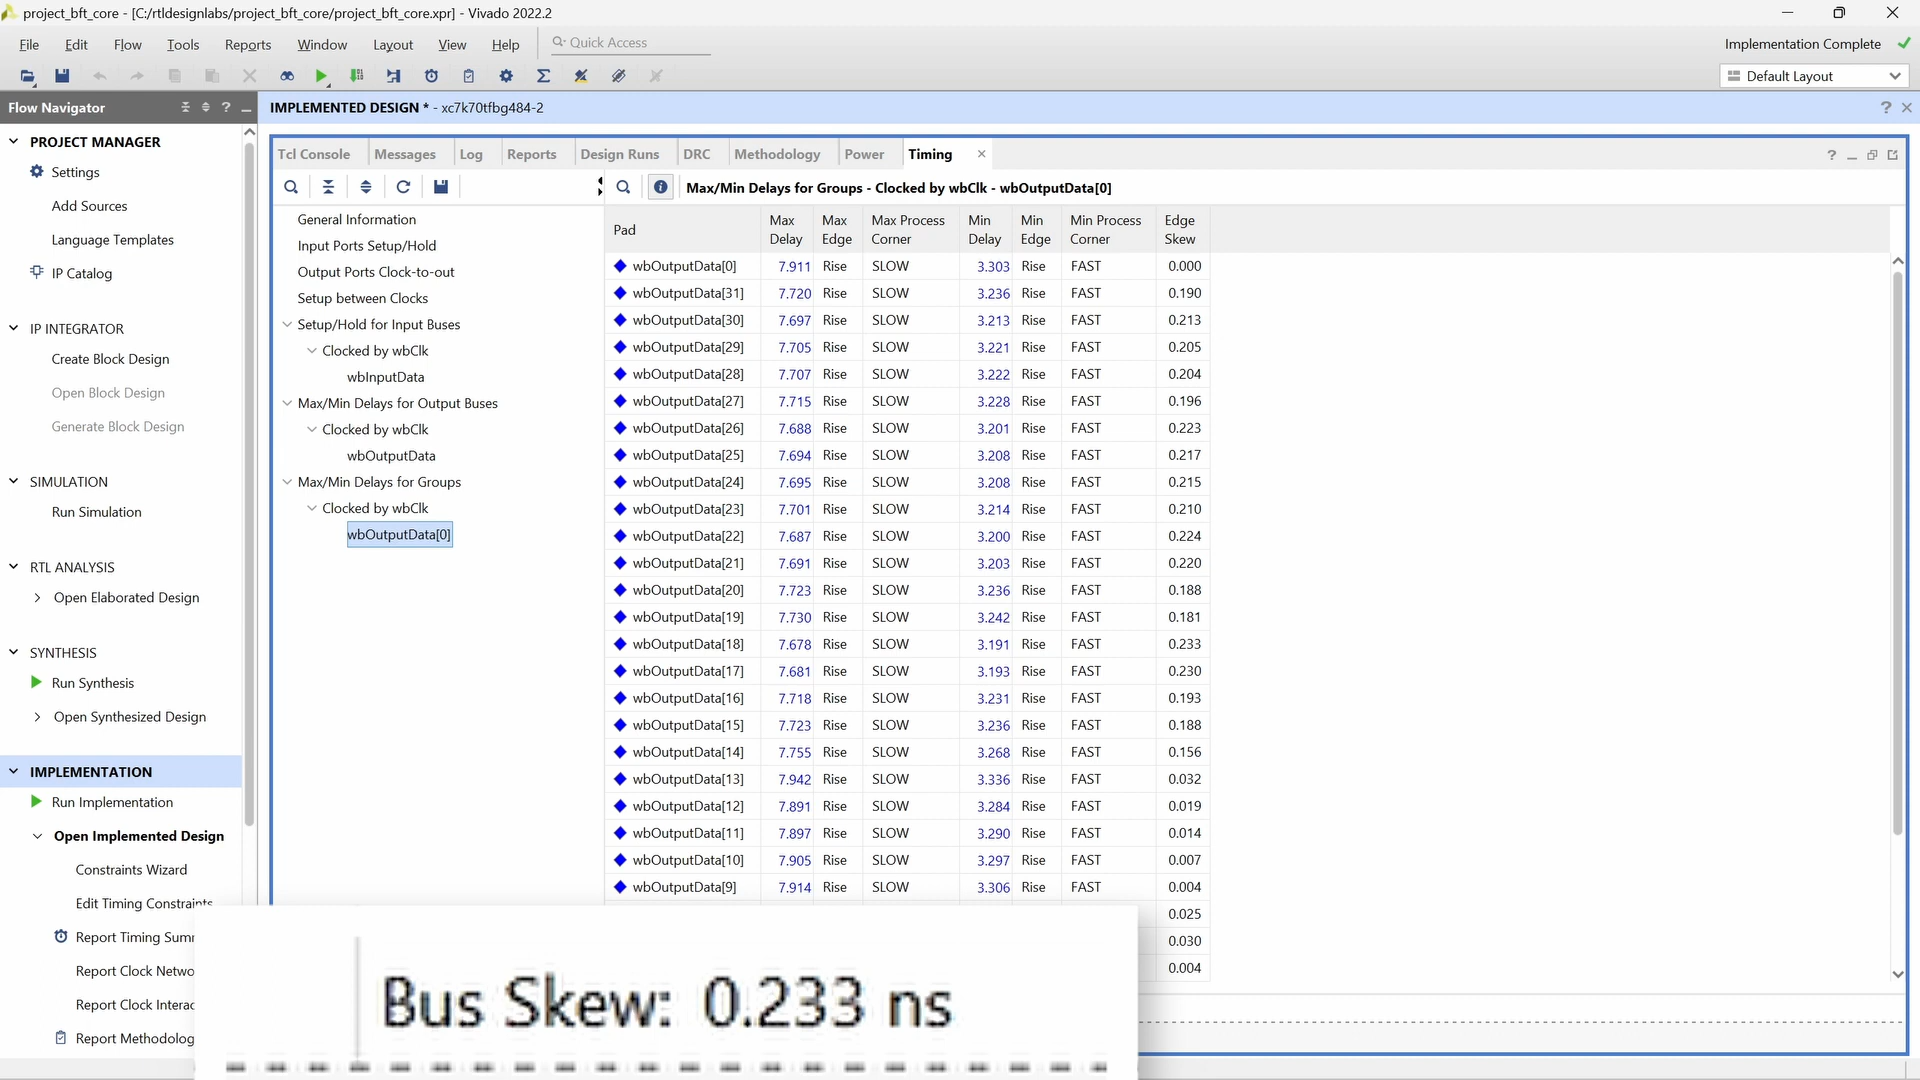 project_bft_core - [C:/rtldesignlabs/project_bft_core/project_bft_core.xpr] - Vivado 2022.2
File Edit Flow Tools Reports Window Layout View Help Quick Access
Implementation Complete
Default Layout
Flow Navigator
IMPLEMENTED DESIGN * - xc7k70tfbg484-2
PROJECT MANAGER
Settings
Add Sources
Language Templates
IP Catalog
IP INTEGRATOR
Create Block Design
Open Block Design
Generate Block Design
SIMULATION
Run Simulation
RTL ANALYSIS
Open Elaborated Design
SYNTHESIS
Run Synthesis
Open Synthesized Design
IMPLEMENTATION
Run Implementation
Open Implemented Design
Constraints Wizard
Edit Timing Constraints
Report Timing Sum
Report Clock Netwo
Report Clock Interac
Report Methodolog
Tcl Console Messages Log Reports Design Runs DRC Methodology Power Timing
General Information
Input Ports Setup/Hold
Output Ports Clock-to-out
Setup between Clocks
Setup/Hold for Input Buses
Clocked by wbClk
wbInputData
Max/Min Delays for Output Buses
Clocked by wbClk
wbOutputData
Max/Min Delays for Groups
Clocked by wbClk
wbOutputData[0]
Max/Min Delays for Groups - Clocked by wbClk - wbOutputData[0]
Pad Max Delay Max Edge Max Process Corner Min Delay Min Edge Min Process Corner Edge Skew
wbOutputData[0] 7.911 Rise SLOW 3.303 Rise FAST 0.000
wbOutputData[31] 7.720 Rise SLOW 3.236 Rise FAST 0.190
wbOutputData[30] 7.697 Rise SLOW 3.213 Rise FAST 0.213
wbOutputData[29] 7.705 Rise SLOW 3.221 Rise FAST 0.205
wbOutputData[28] 7.707 Rise SLOW 3.222 Rise FAST 0.204
wbOutputData[27] 7.715 Rise SLOW 3.228 Rise FAST 0.196
wbOutputData[26] 7.688 Rise SLOW 3.201 Rise FAST 0.223
wbOutputData[25] 7.694 Rise SLOW 3.208 Rise FAST 0.217
wbOutputData[24] 7.695 Rise SLOW 3.208 Rise FAST 0.215
wbOutputData[23] 7.701 Rise SLOW 3.214 Rise FAST 0.210
wbOutputData[22] 7.687 Rise SLOW 3.200 Rise FAST 0.224
wbOutputData[21] 7.691 Rise SLOW 3.203 Rise FAST 0.220
wbOutputData[20] 7.723 Rise SLOW 3.236 Rise FAST 0.188
wbOutputData[19] 7.730 Rise SLOW 3.242 Rise FAST 0.181
wbOutputData[18] 7.678 Rise SLOW 3.191 Rise FAST 0.233
wbOutputData[17] 7.681 Rise SLOW 3.193 Rise FAST 0.230
wbOutputData[16] 7.718 Rise SLOW 3.231 Rise FAST 0.193
wbOutputData[15] 7.723 Rise SLOW 3.236 Rise FAST 0.188
wbOutputData[14] 7.755 Rise SLOW 3.268 Rise FAST 0.156
wbOutputData[13] 7.942 Rise SLOW 3.336 Rise FAST 0.032
wbOutputData[12] 7.891 Rise SLOW 3.284 Rise FAST 0.019
wbOutputData[11] 7.897 Rise SLOW 3.290 Rise FAST 0.014
wbOutputData[10] 7.905 Rise SLOW 3.297 Rise FAST 0.007
wbOutputData[9] 7.914 Rise SLOW 3.306 Rise FAST 0.004
0.025
0.030
0.004
Bus Skew: 0.233 ns